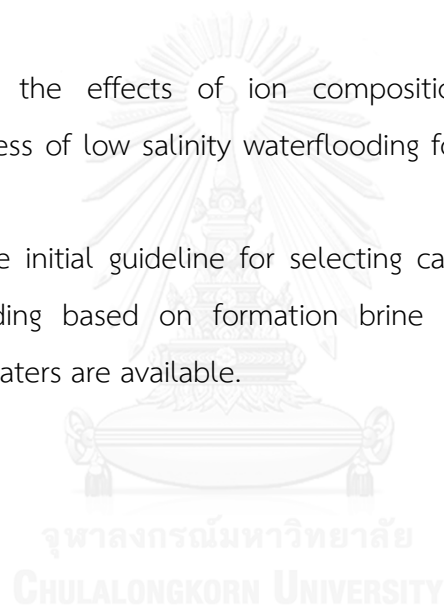 the effects of ion compositio
ess of low salinity waterflooding fo
e initial guideline for selecting ca
ding based on formation brine
aters are available.
จุฬาลงกรณ์มหาวิทยาลัย
CHULALONGKORN UNIVERSITY